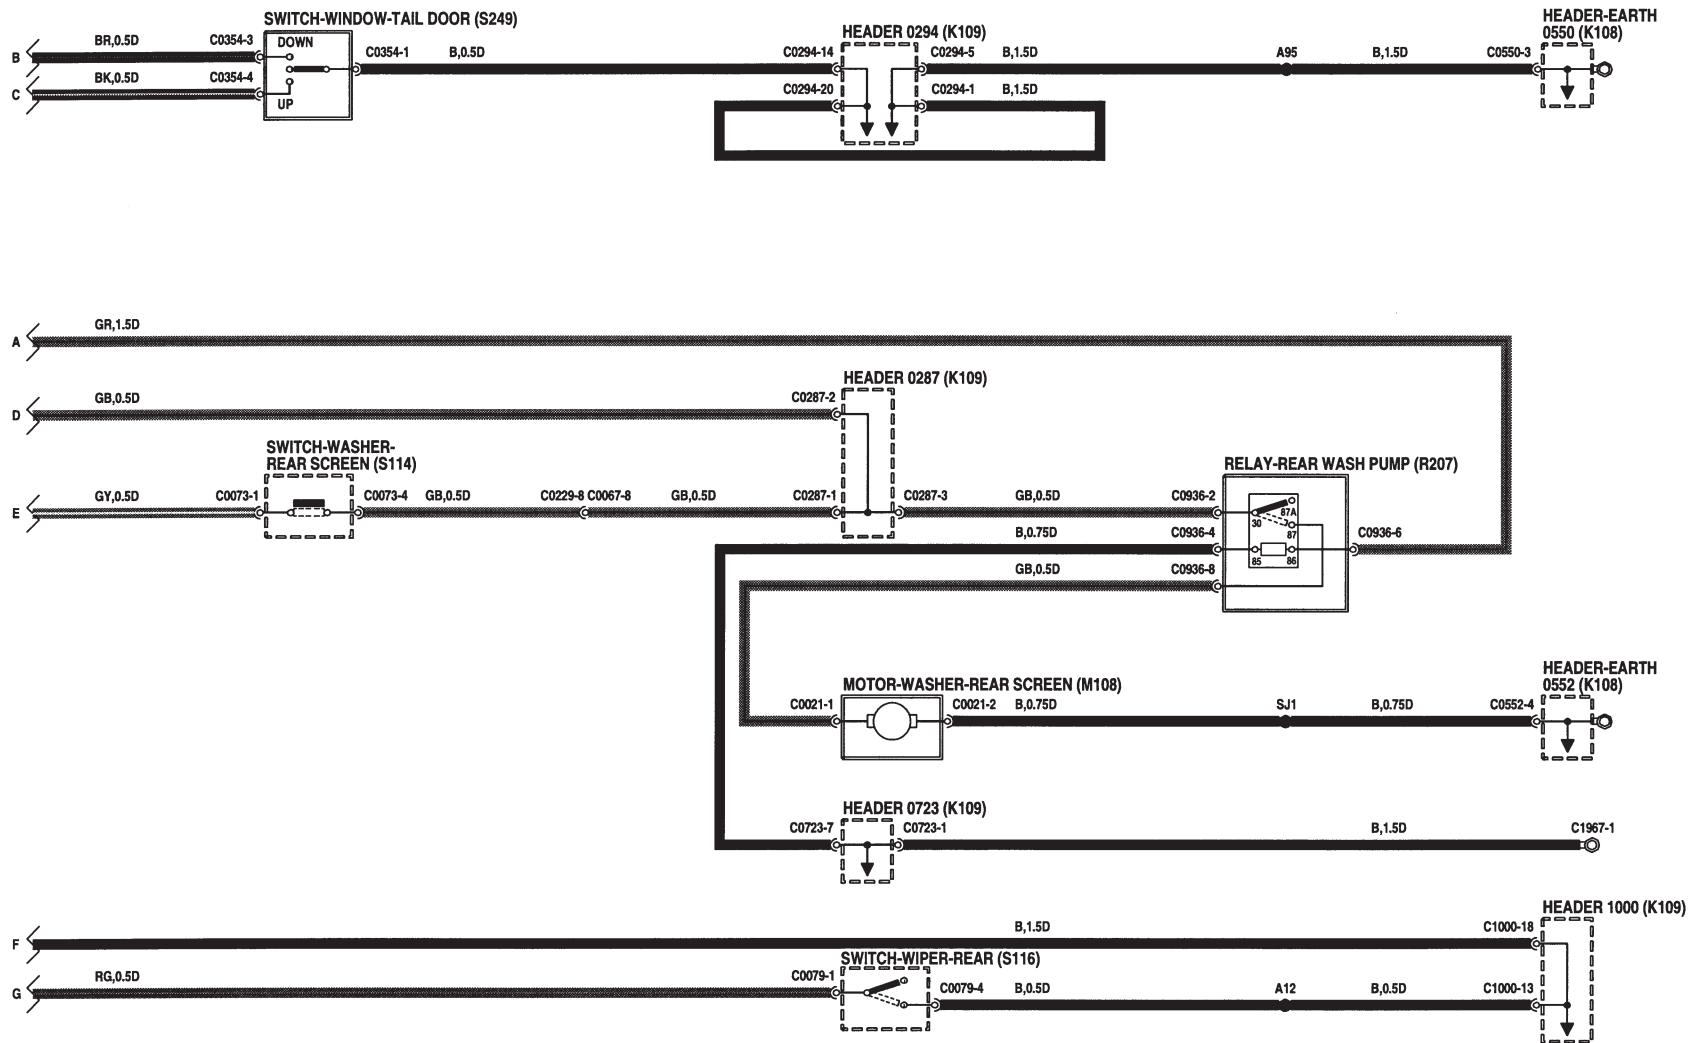 SWITCH-WINDOW-TAIL DOOR (S249)
HEADER 0294 (K109)
HEADER-EARTH
0550 (K108)
B
BR,0.5D
C0354-3
DOWN
C0354-1
B,0.5D
C0294-14
C0294-5
B,1.5D
A95
B,1.5D
C0550-3
C
BK,0.5D
C0354-4
UP
C0294-20
C0294-1
B,1.5D
A
GR,1.5D
HEADER 0287 (K109)
D
GB,0.5D
C0287-2
SWITCH-WASHER-
REAR SCREEN (S114)
RELAY-REAR WASH PUMP (R207)
E
GY,0.5D
C0073-1
C0073-4
GB,0.5D
C0229-8 C0067-8
GB,0.5D
C0287-1
C0287-3
GB,0.5D
C0936-2
87A
30
87
B,0.75D
C0936-4
C0936-6
85
86
GB,0.5D
C0936-8
HEADER-EARTH
0552 (K108)
MOTOR-WASHER-REAR SCREEN (M108)
C0021-1
C0021-2
B,0.75D
SJ1
B,0.75D
C0552-4
HEADER 0723 (K109)
C0723-7
C0723-1
B,1.5D
C1967-1
HEADER 1000 (K109)
F
B,1.5D
C1000-18
SWITCH-WIPER-REAR (S116)
G
RG,0.5D
C0079-1
C0079-4
B,0.5D
A12
B,0.5D
C1000-13